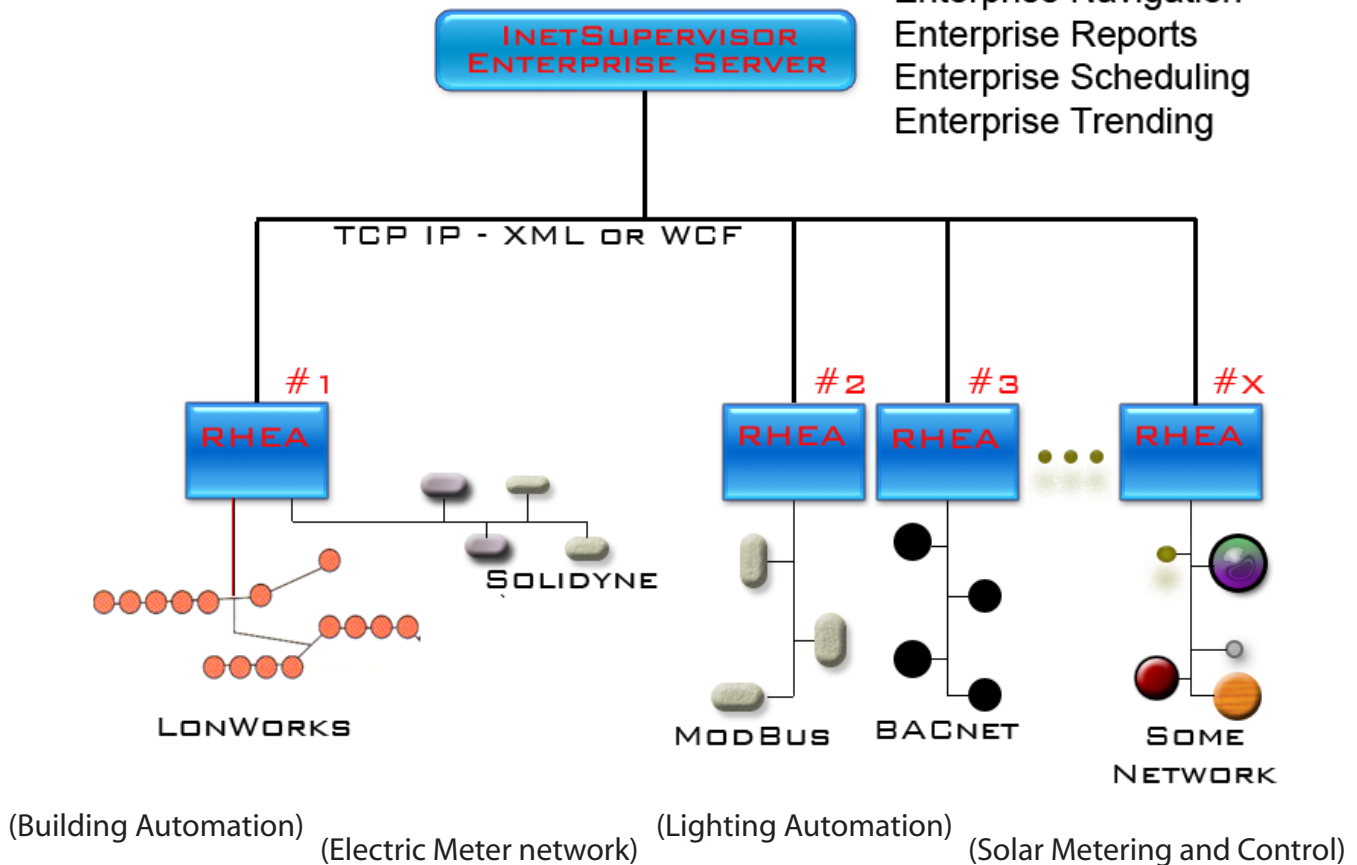 Enterprise Navigation
INETSUPERVISOR
ENTERPRISE SERVER
Enterprise Reports
Enterprise Scheduling
Enterprise Trending
TCP IP - XML OR WCF
#1
#2
#3
#X
RHEA
RHEA
RHEA
RHEA
SOLIDYNE
LONWORKS
MODBUS
BACNET
SOME
NETWORK
(Building Automation)
(Electric Meter network)
(Lighting Automation)
(Solar Metering and Control)